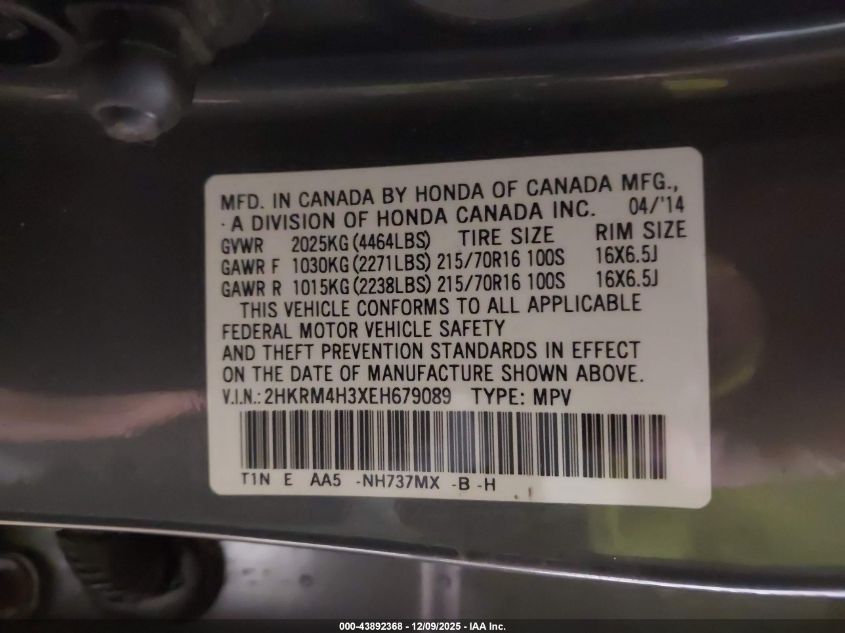 MFD. IN CANADA BY HONDA OF CANADA MFG.,
A DIVISION OF HONDA CANADA INC. 04/'14
GVWR 2025KG(4464LBS) TIRE SIZE RIM SIZE
GAWR F 1030KG(2271LBS) 215/70R16 100S 16X6.5J
GAWR R 1015KG(2238LBS) 215/70R16 100S 16X6.5J
THIS VEHICLE CONFORMS TO ALL APPLICABLE
FEDERAL MOTOR VEHICLE SAFETY
AND THEFT PREVENTION STANDARDS IN EFFECT
ON THE DATE OF MANUFACTURE SHOWN ABOVE.
V.I.N.: 2HKRM4H3XEH679089 TYPE: MPV
T1N E AA5 -NH737MX -B -H
000-43892368 - 12/09/2025 - IAA Inc.